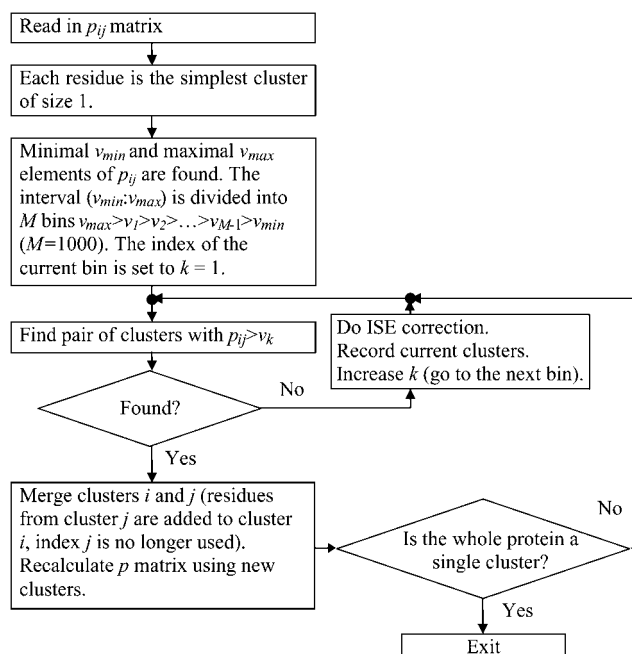 Read in p_ij matrix
Each residue is the simplest cluster
of size 1.
Minimal v_min and maximal v_max
elements of p_ij are found. The
interval (v_min:v_max) is divided into
M bins v_max>v_1>v_2>…>v_M-1>v_min
(M=1000). The index of the
current bin is set to k = 1.
Find pair of clusters with p_ij>v_k
Do ISE correction.
Record current clusters.
Increase k (go to the next bin).
Found?
No
Yes
Merge clusters i and j (residues
from cluster j are added to cluster
i, index j is no longer used).
Recalculate p matrix using new
clusters.
Is the whole protein a
single cluster?
No
Yes
Exit